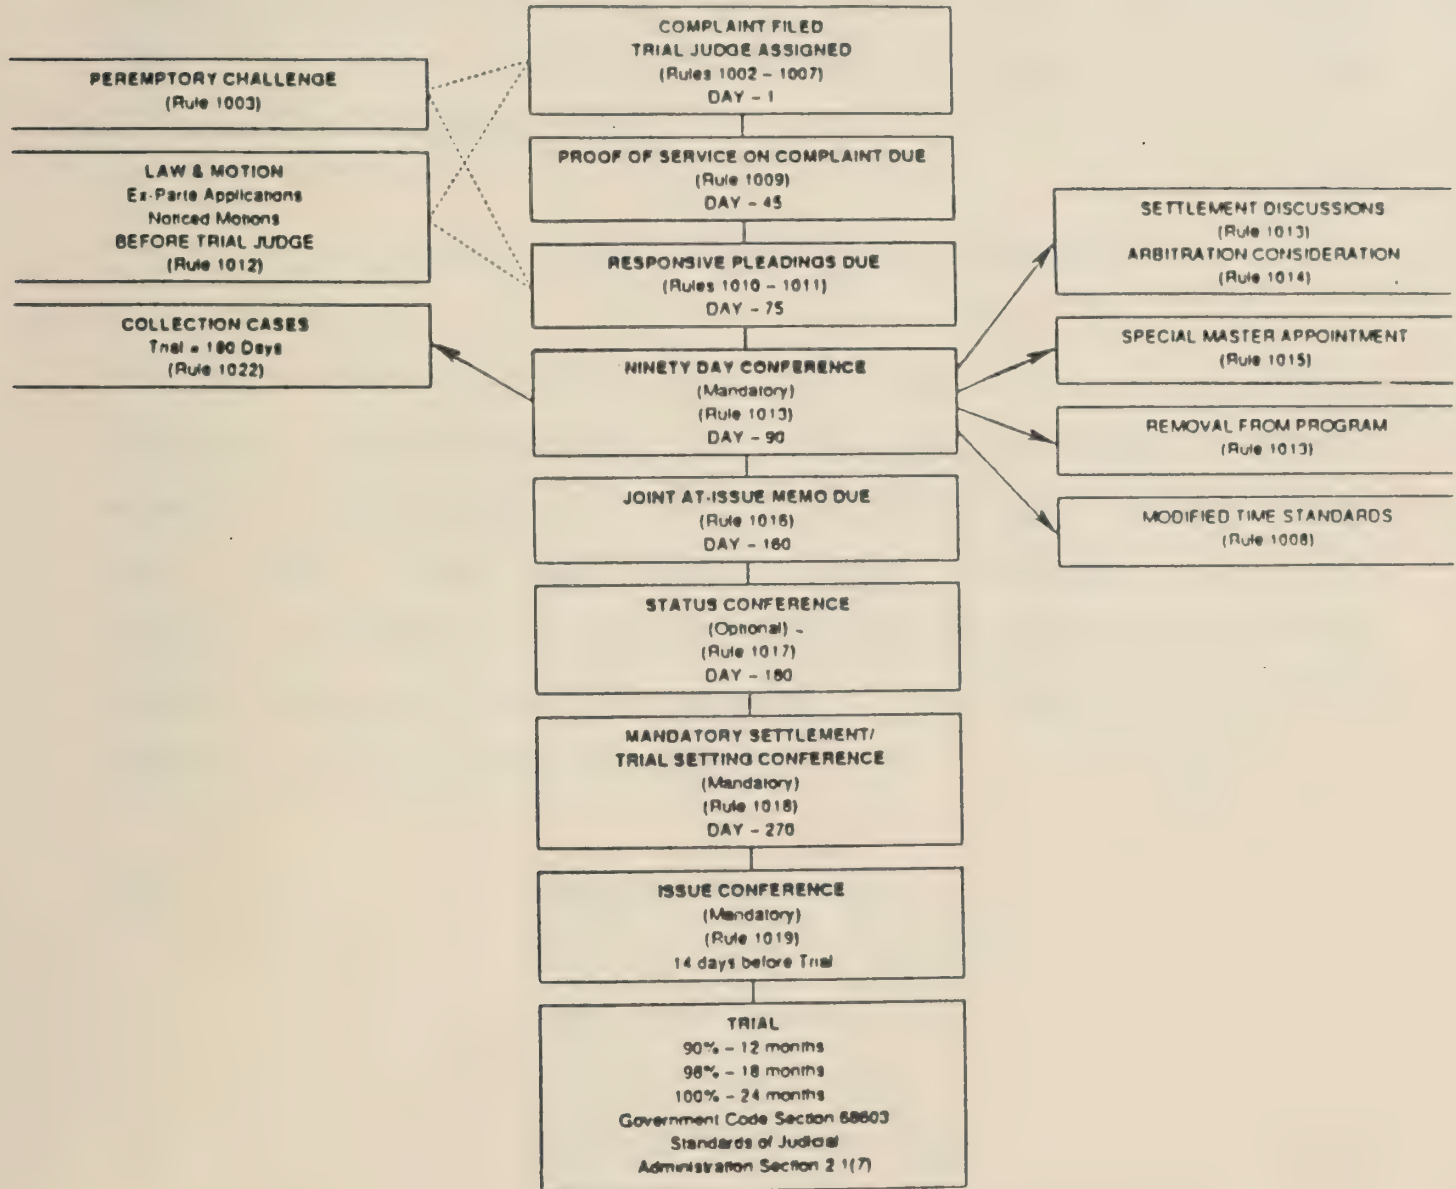 COMPLAINT FILED
TRIAL JUDGE ASSIGNED
(Rules 1002 – 1007)
DAY – 1
PEREMPTORY CHALLENGE
(Rule 1003)
LAW & MOTION
Ex-Parte Applications
Noticed Motions
BEFORE TRIAL JUDGE
(Rule 1012)
COLLECTION CASES
Trial = 180 Days
(Rule 1022)
PROOF OF SERVICE ON COMPLAINT DUE
(Rule 1009)
DAY – 45
RESPONSIVE PLEADINGS DUE
(Rules 1010 – 1011)
DAY – 75
NINETY DAY CONFERENCE
(Mandatory)
(Rule 1013)
DAY – 90
SETTLEMENT DISCUSSIONS
(Rule 1013)
ARBITRATION CONSIDERATION
(Rule 1014)
SPECIAL MASTER APPOINTMENT
(Rule 1015)
REMOVAL FROM PROGRAM
(Rule 1013)
MODIFIED TIME STANDARDS
(Rule 1008)
JOINT AT-ISSUE MEMO DUE
(Rule 1016)
DAY – 160
STATUS CONFERENCE
(Optional)
(Rule 1017)
DAY – 180
MANDATORY SETTLEMENT/
TRIAL SETTING CONFERENCE
(Mandatory)
(Rule 1018)
DAY – 270
ISSUE CONFERENCE
(Mandatory)
(Rule 1019)
14 days before Trial
TRIAL
90% – 12 months
98% – 18 months
100% – 24 months
Government Code Section 68603
Standards of Judicial
Administration Section 2.1(7)